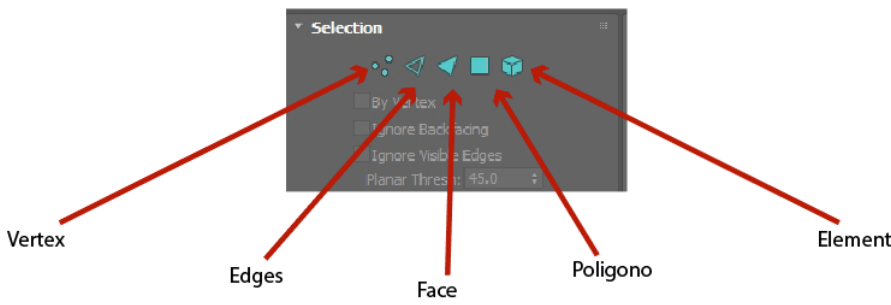 Selection
By Vertex
Ignore Backfacing
Ignore Visible Edges
Planar Thresh: 45.0
Vertex
Edges
Face
Poligono
Element